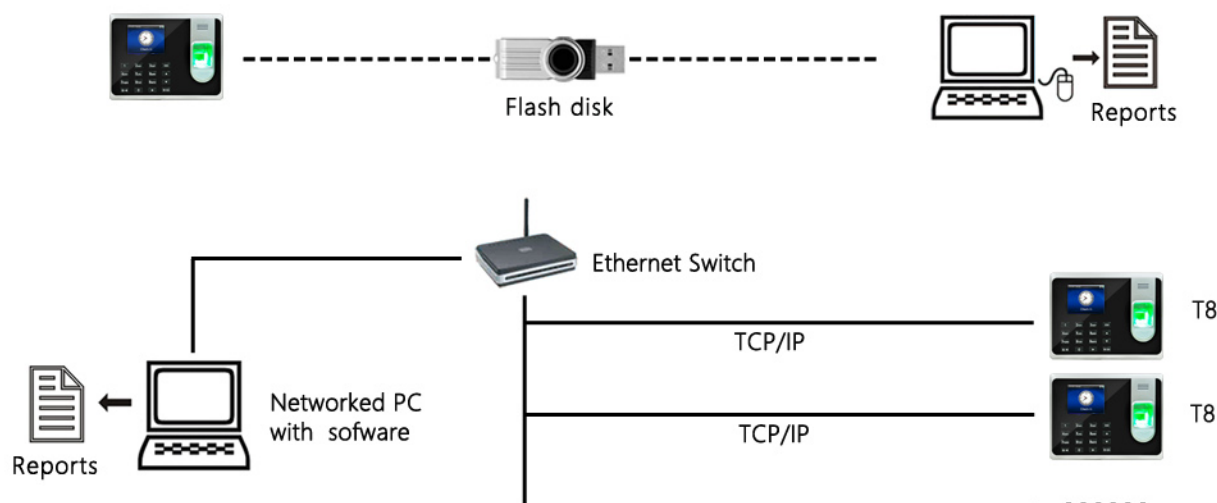 Flash disk
Reports
Ethernet Switch
T8
TCP/IP
Networked PC
with sofware
T8
TCP/IP
Reports